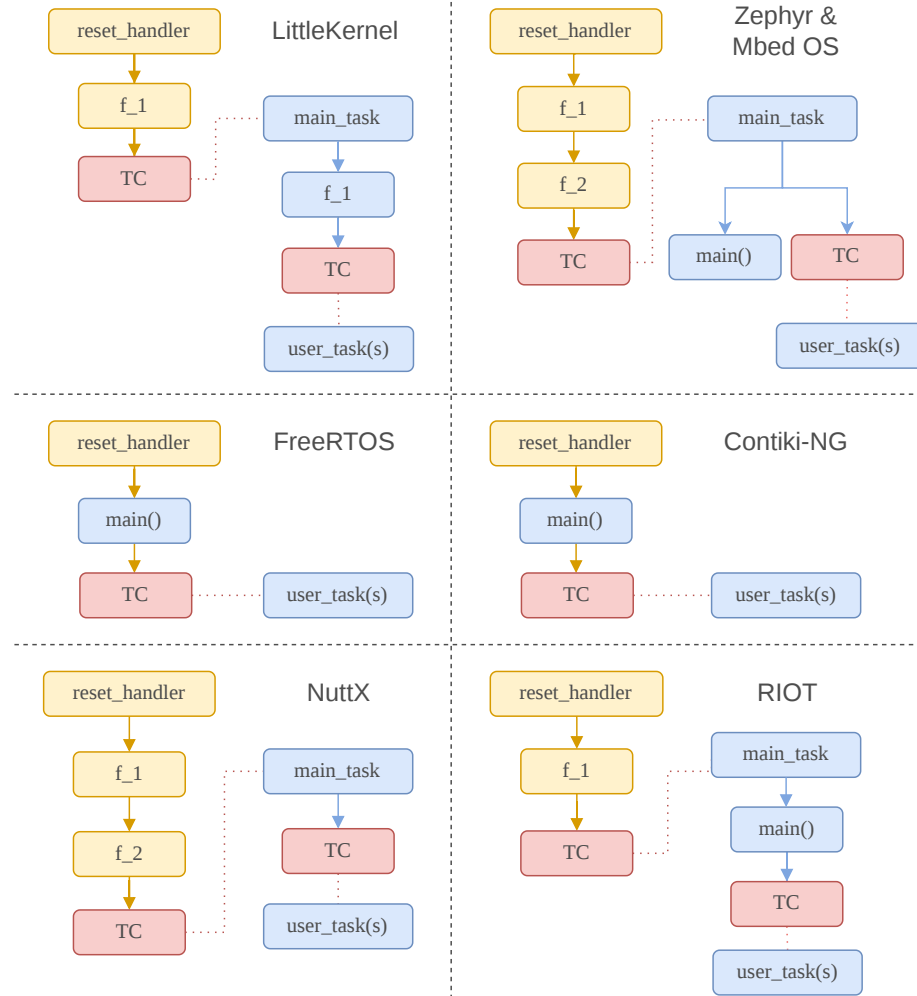 LittleKernel
reset_handler
f_1
TC
main_task
f_1
TC
user_task(s)
Zephyr &
Mbed OS
reset_handler
f_1
f_2
TC
main_task
main()
TC
user_task(s)
FreeRTOS
reset_handler
main()
TC
user_task(s)
Contiki-NG
reset_handler
main()
TC
user_task(s)
NuttX
reset_handler
f_1
f_2
TC
main_task
TC
user_task(s)
RIOT
reset_handler
f_1
TC
main_task
main()
TC
user_task(s)